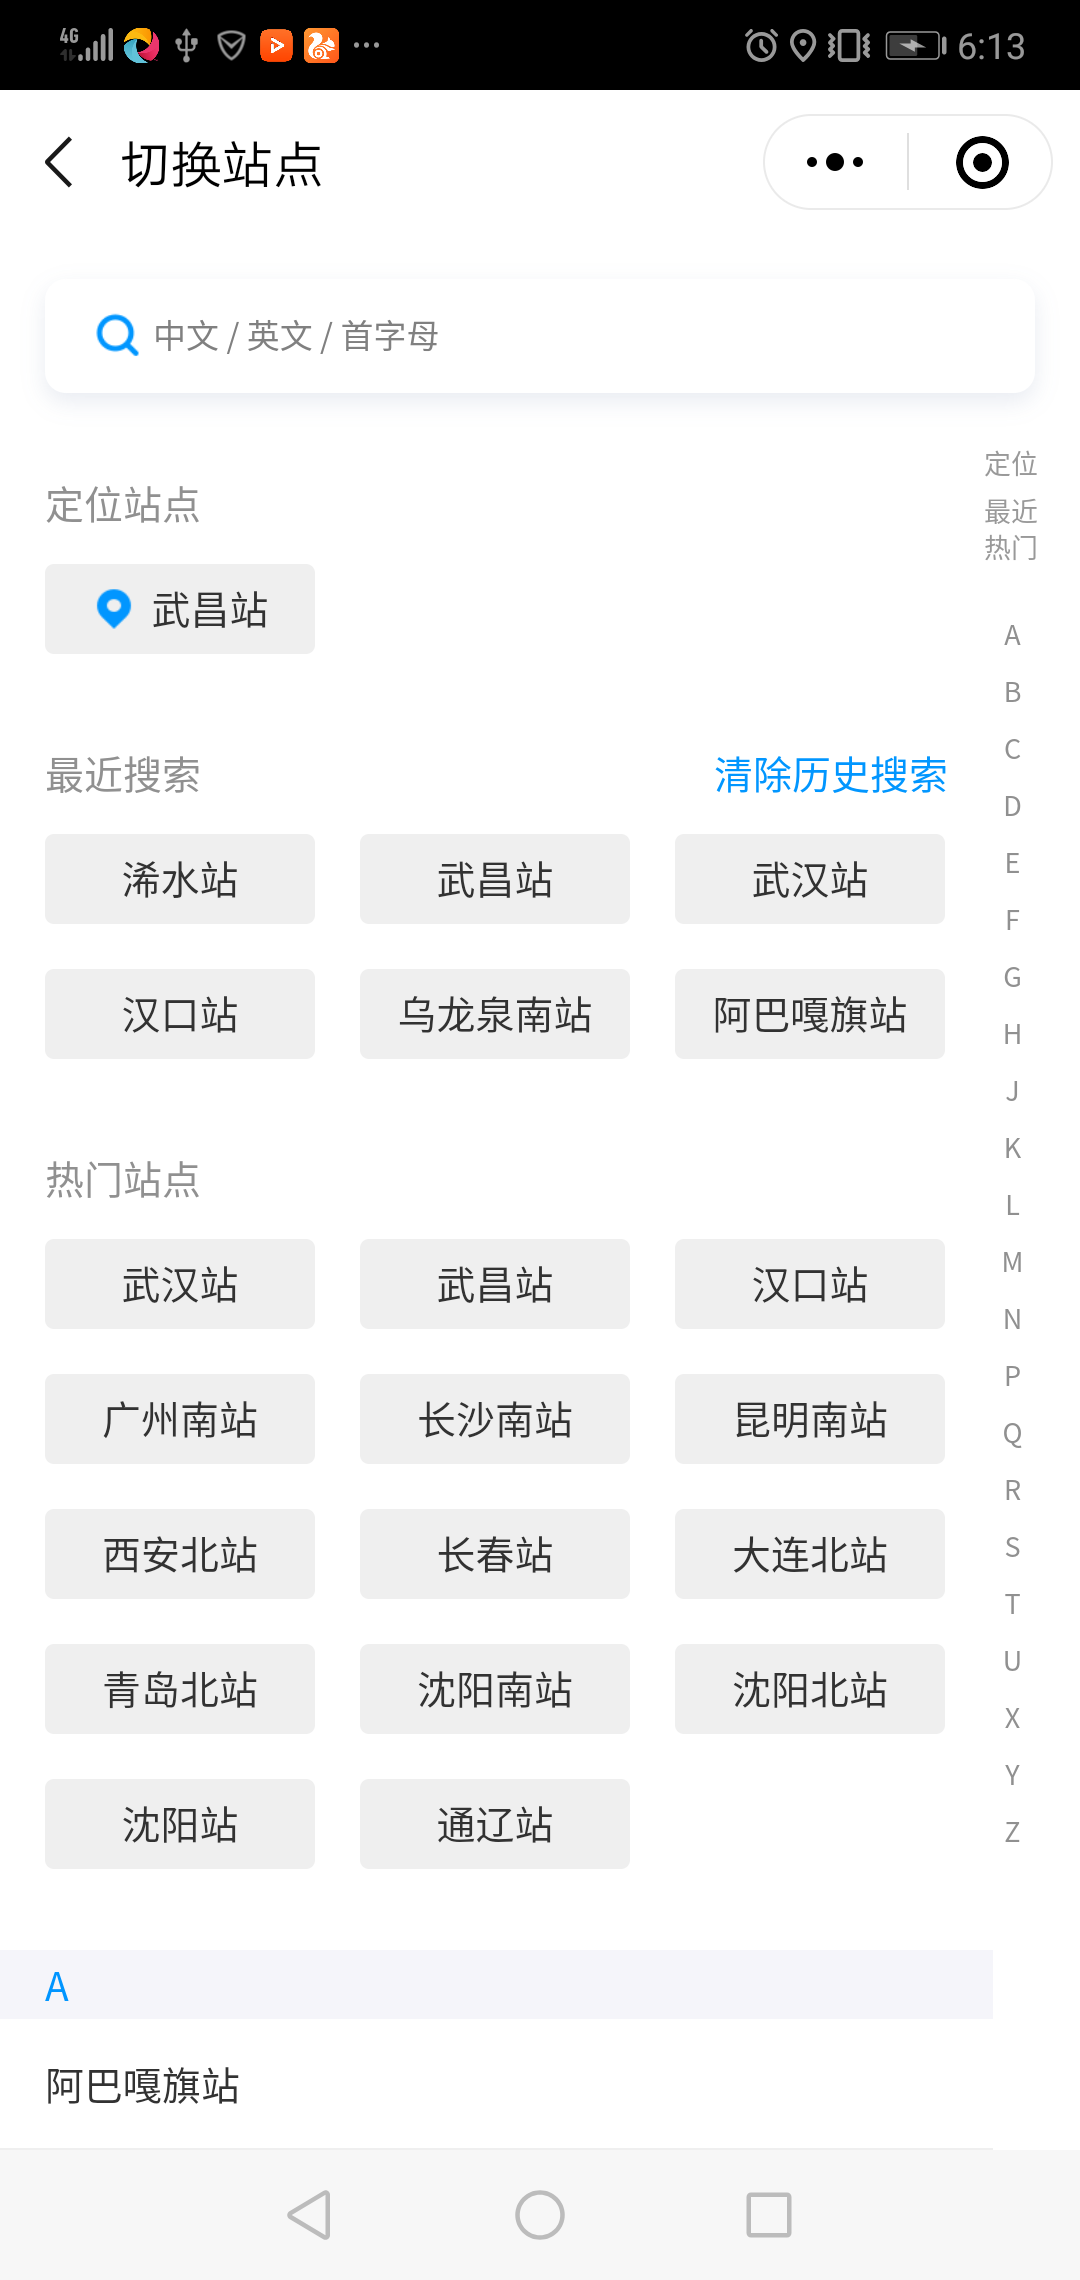 4G 6:13
切换站点
中文 / 英文 / 首字母
定位
最近
热门
定位站点
武昌站
最近搜索 清除历史搜索
浠水站 武昌站 武汉站
汉口站 乌龙泉南站 阿巴嘎旗站
热门站点
武汉站 武昌站 汉口站
广州南站 长沙南站 昆明南站
西安北站 长春站 大连北站
青岛北站 沈阳南站 沈阳北站
沈阳站 通辽站
A
B
C
D
E
F
G
H
J
K
L
M
N
P
Q
R
S
T
U
X
Y
Z
A
阿巴嘎旗站